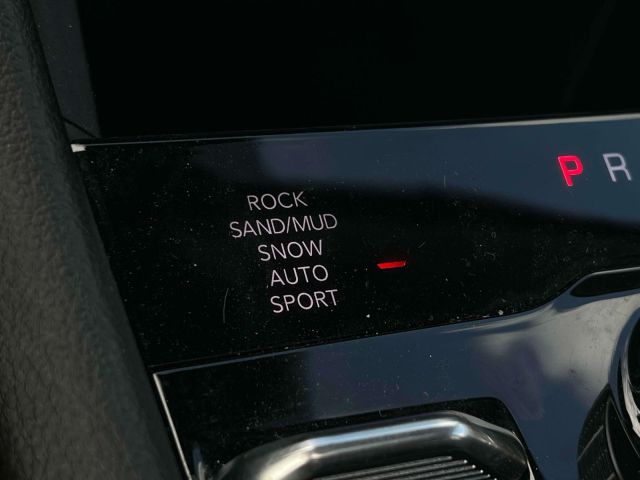 P R
ROCK
SAND/MUD
SNOW
AUTO
SPORT